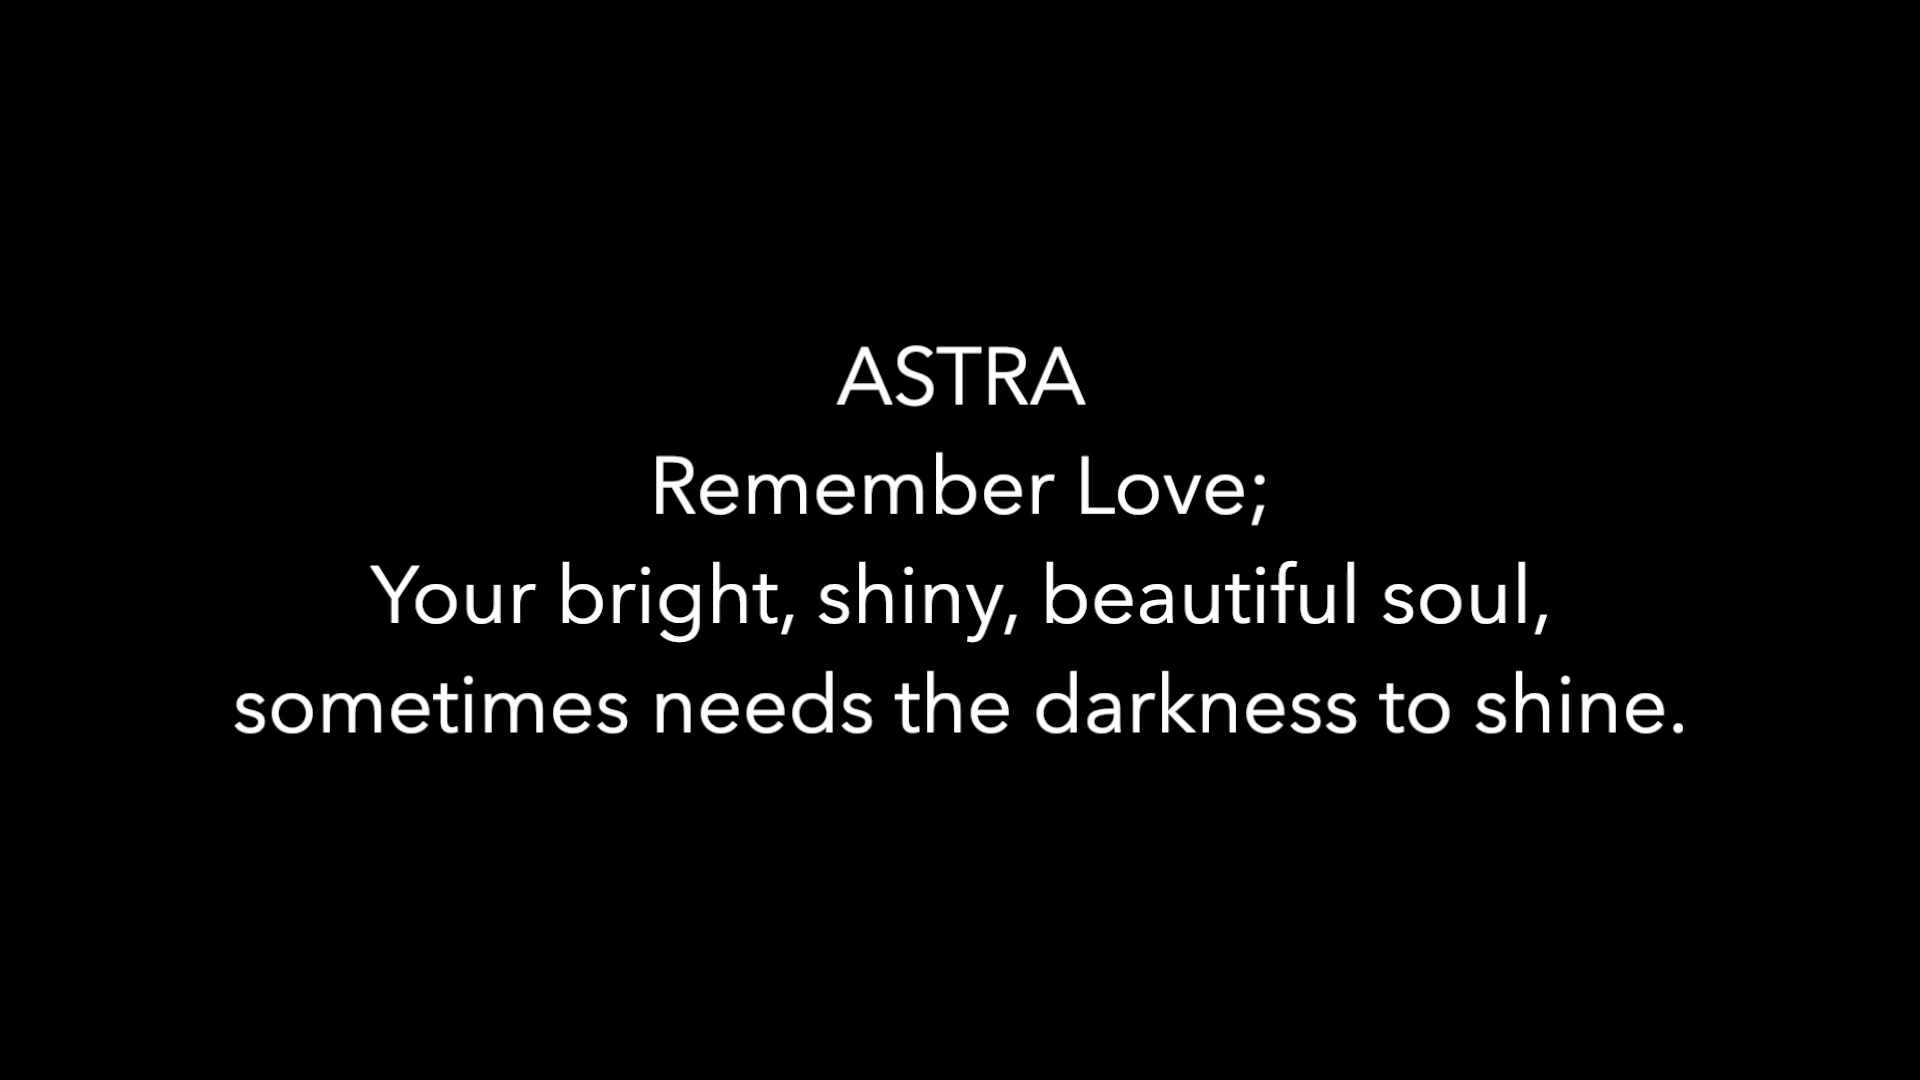 ASTRA
Remember Love;
Your bright, shiny, beautiful soul,
sometimes needs the darkness to shine.